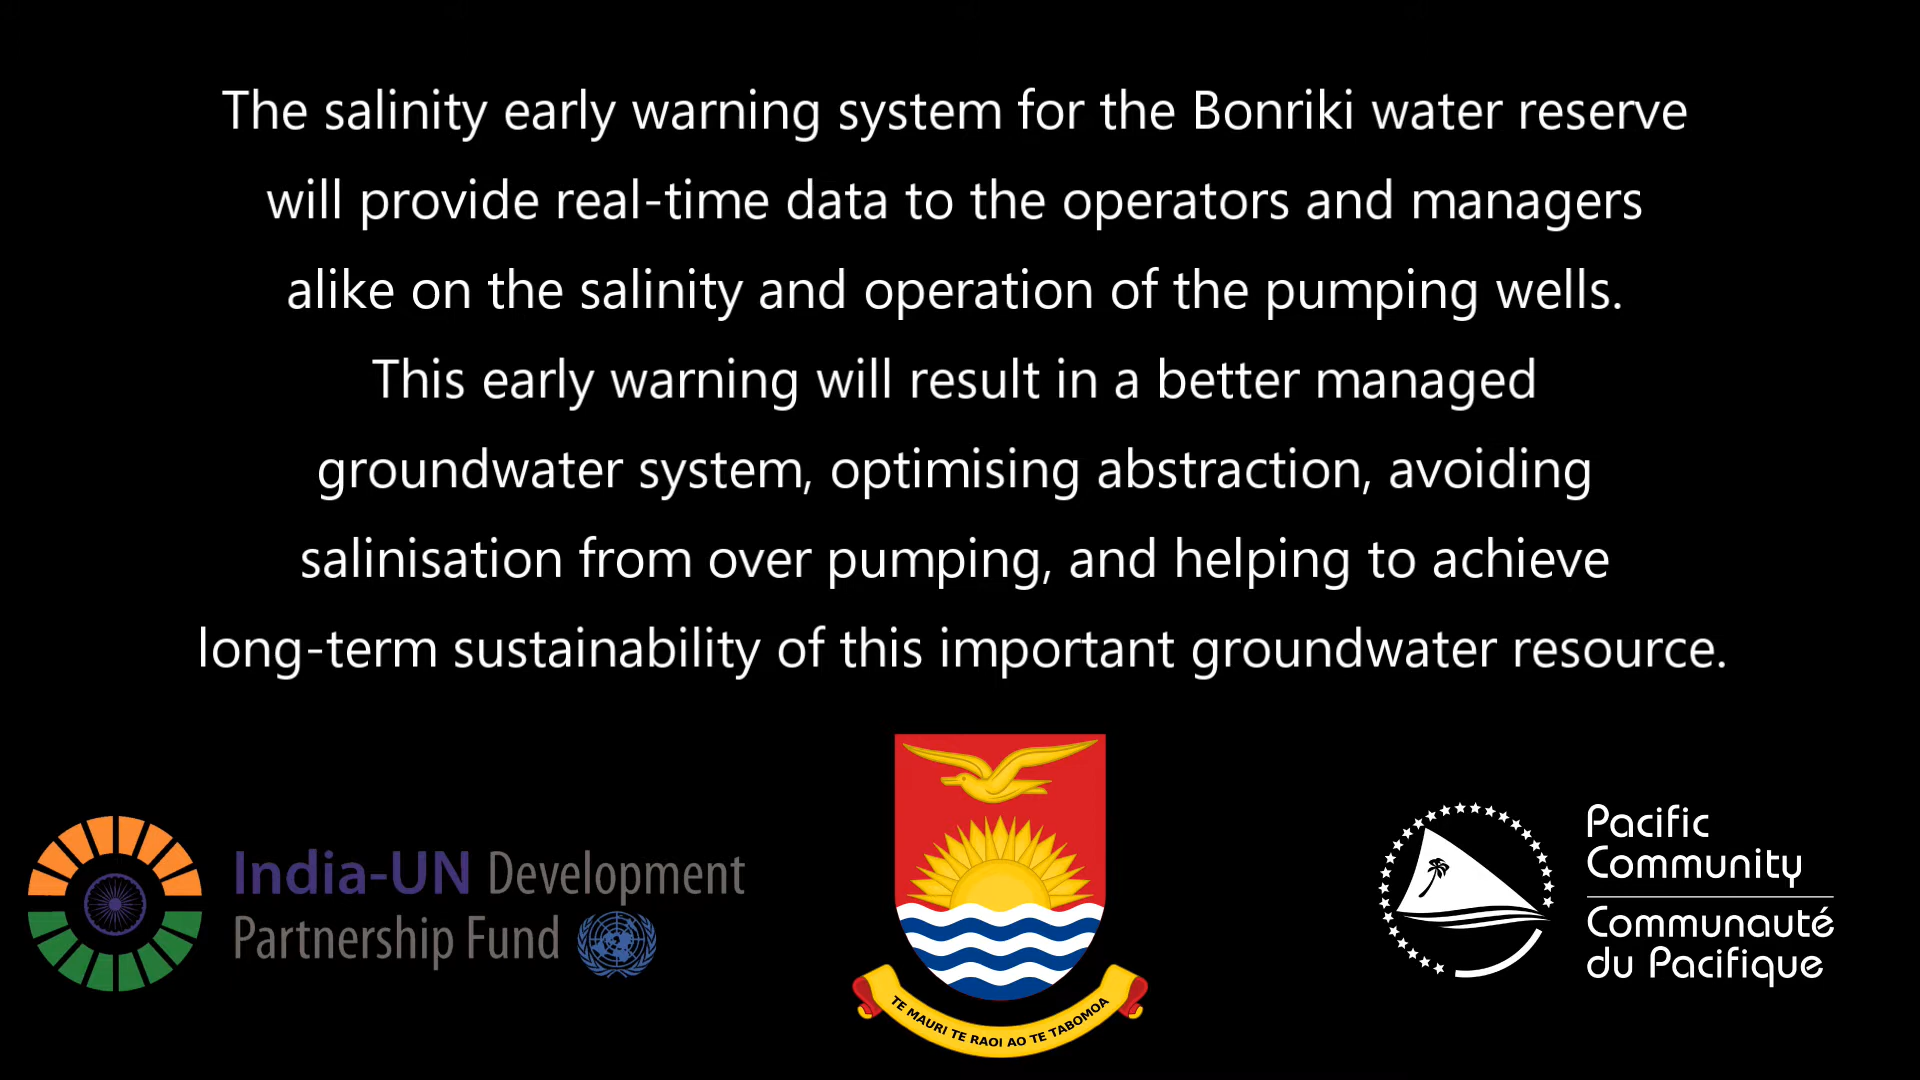 The salinity early warning system for the Bonriki water reserve
will provide real-time data to the operators and managers
alike on the salinity and operation of the pumping wells.
This early warning will result in a better managed
groundwater system, optimising abstraction, avoiding
salinisation from over pumping, and helping to achieve
long-term sustainability of this important groundwater resource.
India-UN Development
Partnership Fund
TE MAURI TE RAOI AO TE TABOMOA
Pacific
Community
Communauté
du Pacifique